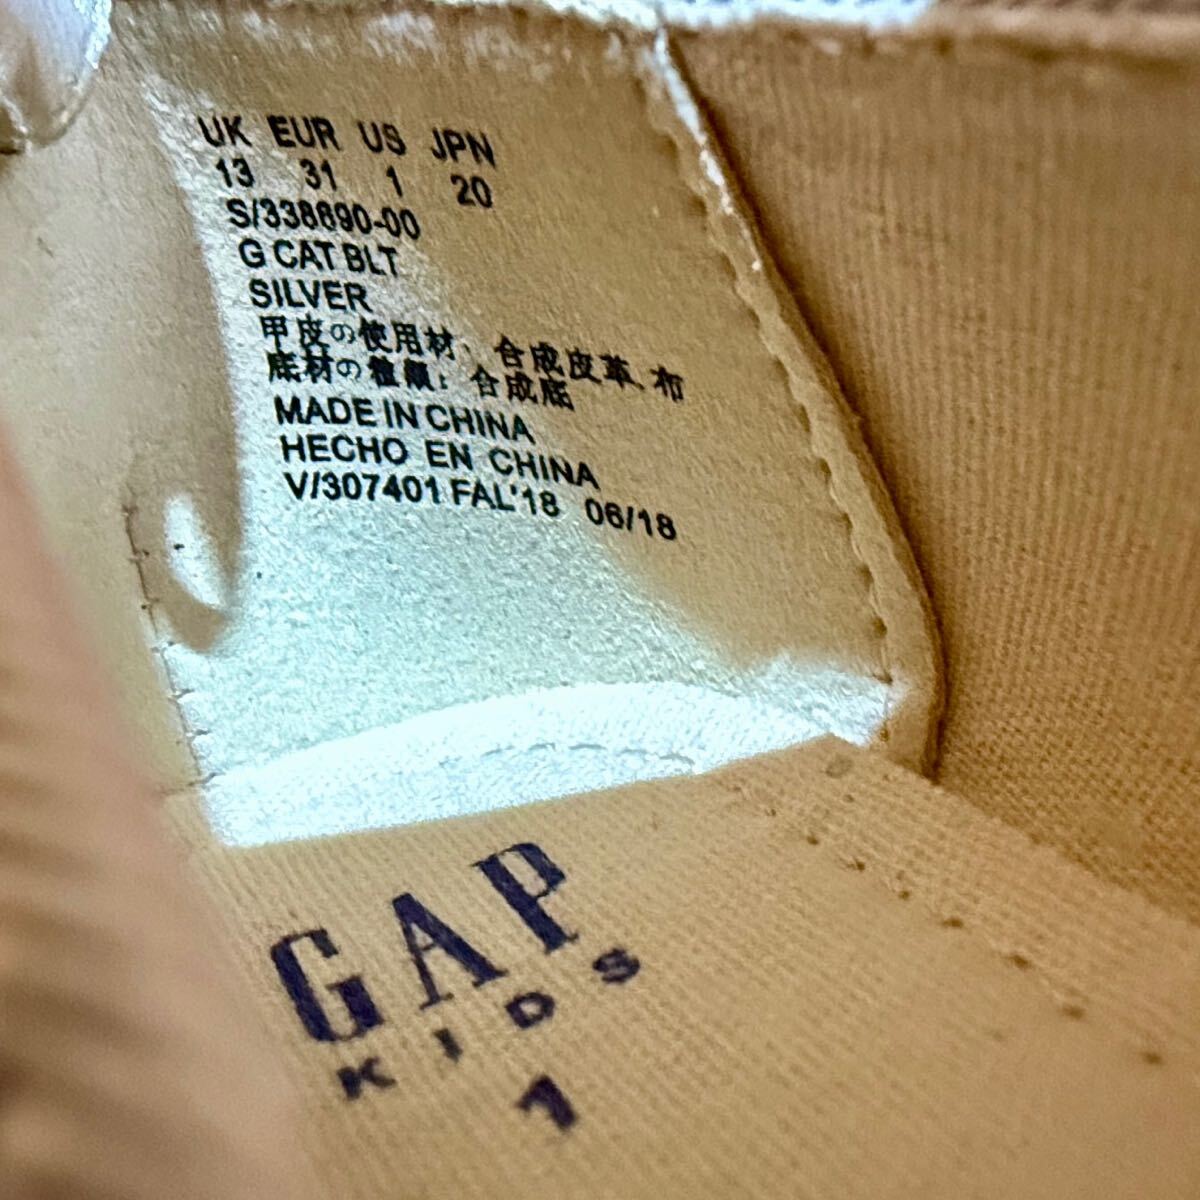 UK EUR US JPN
13 31 1 20
S/338690-00
G CAT BLT
SILVER
甲皮の使用材：合成皮革、布
底材の種類：合成底
MADE IN CHINA
HECHO EN CHINA
V/307401 FAL'18 06/18
GAP
KIDS
1